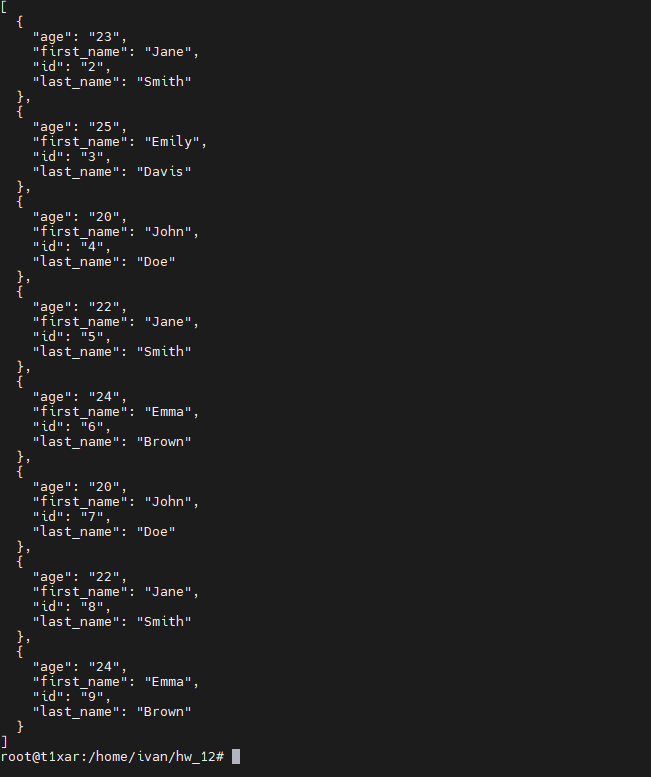 [
  {
    "age": "23",
    "first_name": "Jane",
    "id": "2",
    "last_name": "Smith"
  },
  {
    "age": "25",
    "first_name": "Emily",
    "id": "3",
    "last_name": "Davis"
  },
  {
    "age": "20",
    "first_name": "John",
    "id": "4",
    "last_name": "Doe"
  },
  {
    "age": "22",
    "first_name": "Jane",
    "id": "5",
    "last_name": "Smith"
  },
  {
    "age": "24",
    "first_name": "Emma",
    "id": "6",
    "last_name": "Brown"
  },
  {
    "age": "20",
    "first_name": "John",
    "id": "7",
    "last_name": "Doe"
  },
  {
    "age": "22",
    "first_name": "Jane",
    "id": "8",
    "last_name": "Smith"
  },
  {
    "age": "24",
    "first_name": "Emma",
    "id": "9",
    "last_name": "Brown"
  }
]
root@t1xar:/home/ivan/hw_12#